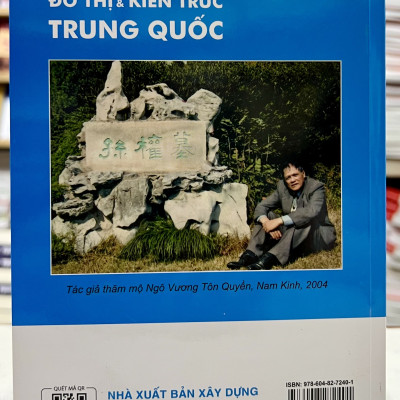 ĐÔ THỊ & KIẾN TRÚC
TRUNG QUỐC
孫權墓
Tác giả thăm mộ Ngô Vương Tôn Quyền, Nam Kinh, 2004
QUÉT MÃ QR
NHÀ XUẤT BẢN XÂY DỰNG
ISBN: 978-604-82-7240-1